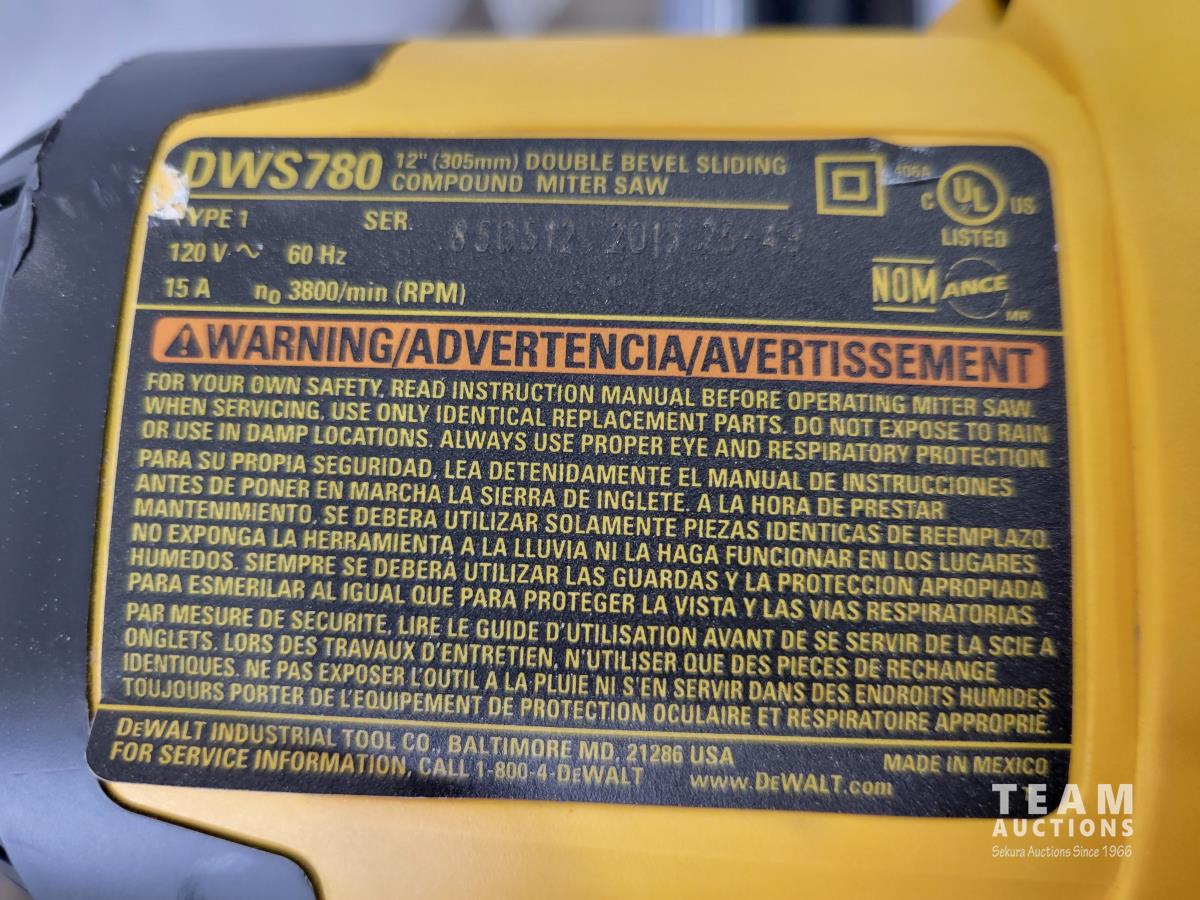 DWS780 12" (305mm) DOUBLE BEVEL SLIDING
COMPOUND MITER SAW
406A
C UL US
LISTED
TYPE 1 SER. 2015
120 V ~ 60 Hz
15 A no 3800/min (RPM)
NOM ANCE
MR
WARNING/ADVERTENCIA/AVERTISSEMENT
FOR YOUR OWN SAFETY, READ INSTRUCTION MANUAL BEFORE OPERATING MITER SAW.
WHEN SERVICING, USE ONLY IDENTICAL REPLACEMENT PARTS. DO NOT EXPOSE TO RAIN
OR USE IN DAMP LOCATIONS. ALWAYS USE PROPER EYE AND RESPIRATORY PROTECTION.
PARA SU PROPIA SEGURIDAD, LEA DETENIDAMENTE EL MANUAL DE INSTRUCCIONES
ANTES DE PONER EN MARCHA LA SIERRA DE INGLETE. A LA HORA DE PRESTAR
MANTENIMIENTO, SE DEBERA UTILIZAR SOLAMENTE PIEZAS IDENTICAS DE REEMPLAZO.
NO EXPONGA LA HERRAMIENTA A LA LLUVIA NI LA HAGA FUNCIONAR EN LOS LUGARES
HUMEDOS. SIEMPRE SE DEBERÁ UTILIZAR LAS GUARDAS Y LA PROTECCION APROPIADA
PARA ESMERILAR AL IGUAL QUE PARA PROTEGER LA VISTA Y LAS VIAS RESPIRATORIAS.
PAR MESURE DE SECURITE, LIRE LE GUIDE D'UTILISATION AVANT DE SE SERVIR DE LA SCIE A
ONGLETS. LORS DES TRAVAUX D'ENTRETIEN, N'UTILISER QUE DES PIECES DE RECHANGE
IDENTIQUES. NE PAS EXPOSER L'OUTIL A LA PLUIE NI S'EN SERVIR DANS DES ENDROITS HUMIDES.
TOUJOURS PORTER DE L'EQUIPEMENT DE PROTECTION OCULAIRE ET RESPIRATOIRE APPROPRIÉ.
DEWALT INDUSTRIAL TOOL CO., BALTIMORE MD, 21286 USA
FOR SERVICE INFORMATION, CALL 1-800-4-DEWALT www.DEWALT.com
MADE IN MEXICO
TEAM
AUCTIONS
Sekura Auctions Since 1966